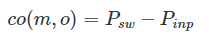 co(m, o) = P_{sw} − P_{inp}